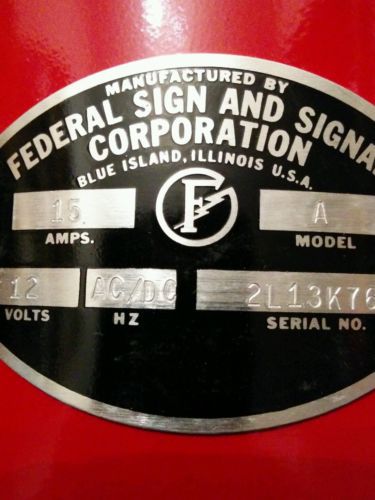 MANUFACTURED BY
FEDERAL SIGN AND SIGNAL
CORPORATION
BLUE ISLAND, ILLINOIS U.S.A.
F
15 A
AMPS. MODEL
12 AC/DC 2L13K76
VOLTS HZ SERIAL NO.